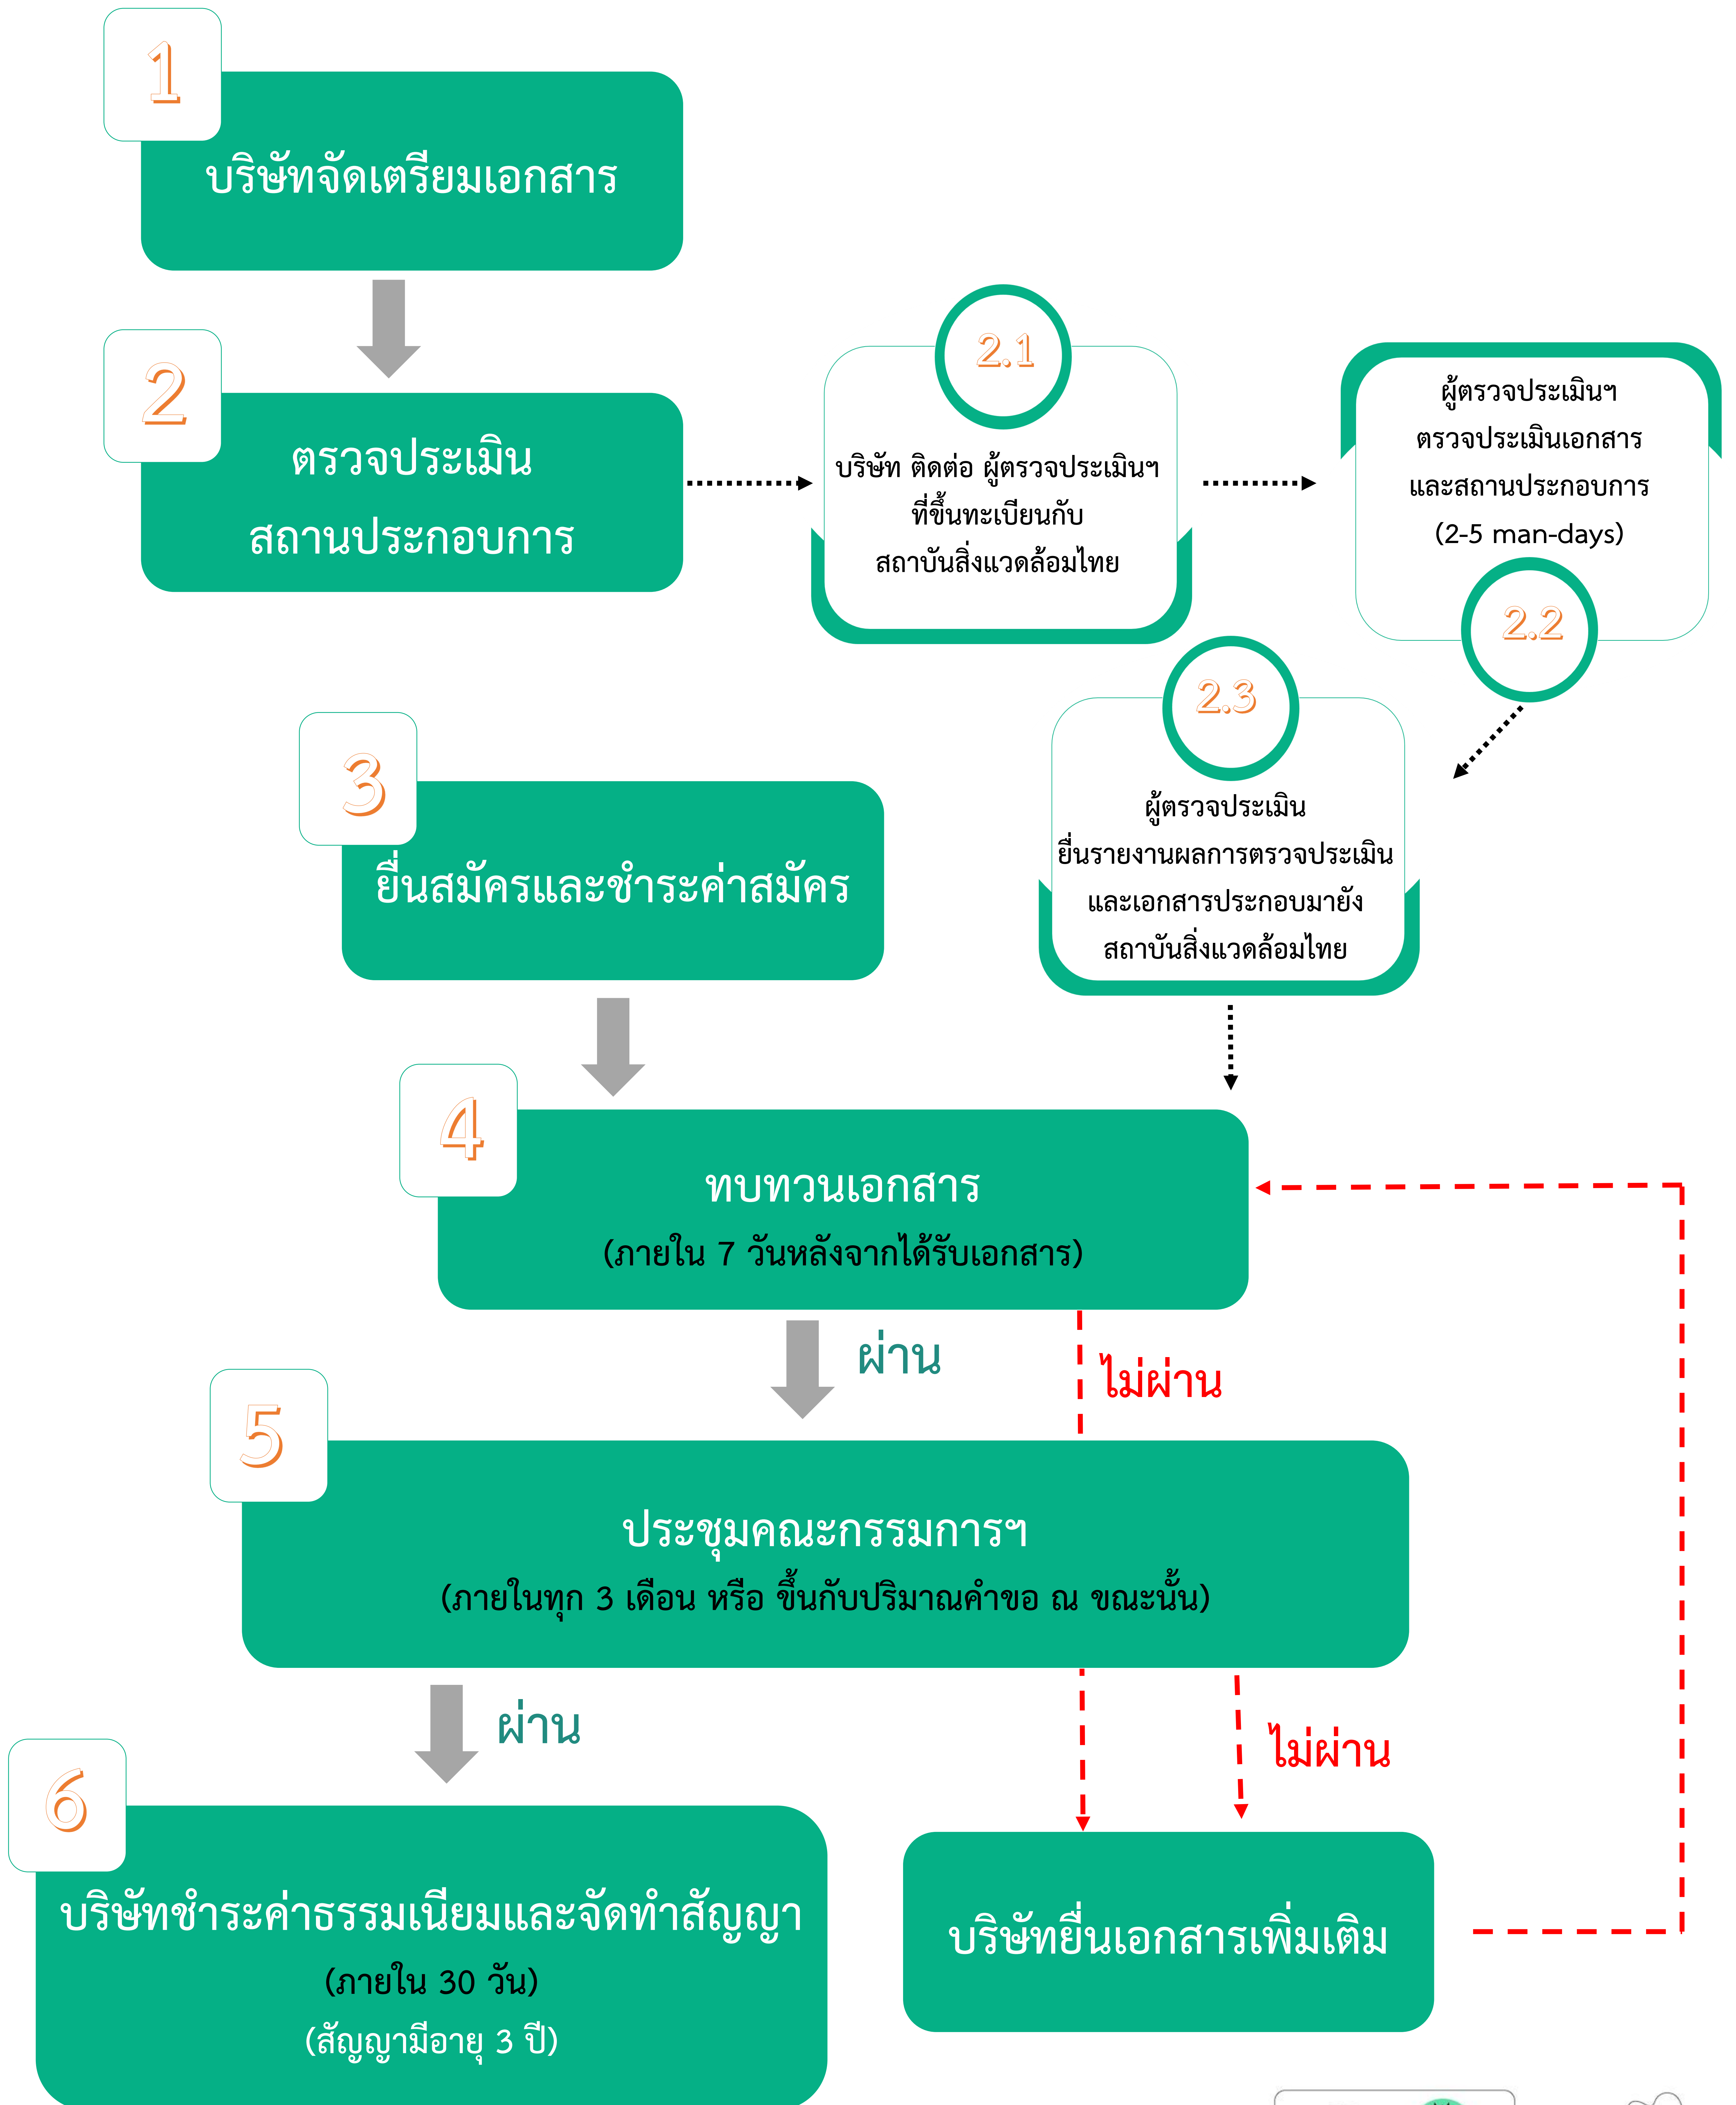 1
บริษัทจัดเตรียมเอกสาร
2
ตรวจประเมิน
สถานประกอบการ
2.1
บริษัท ติดต่อ ผู้ตรวจประเมินฯ
ที่ขึ้นทะเบียนกับ
สถาบันสิ่งแวดล้อมไทย
ผู้ตรวจประเมินฯ
ตรวจประเมินเอกสาร
และสถานประกอบการ
(2-5 man-days)
2.2
2.3
ผู้ตรวจประเมิน
ยื่นรายงานผลการตรวจประเมิน
และเอกสารประกอบมายัง
สถาบันสิ่งแวดล้อมไทย
3
ยื่นสมัครและชำระค่าสมัคร
4
ทบทวนเอกสาร
(ภายใน 7 วันหลังจากได้รับเอกสาร)
ผ่าน
ไม่ผ่าน
5
ประชุมคณะกรรมการฯ
(ภายในทุก 3 เดือน หรือ ขึ้นกับปริมาณคำขอ ณ ขณะนั้น)
ผ่าน
ไม่ผ่าน
6
บริษัทชำระค่าธรรมเนียมและจัดทำสัญญา
(ภายใน 30 วัน)
(สัญญามีอายุ 3 ปี)
บริษัทยื่นเอกสารเพิ่มเติม